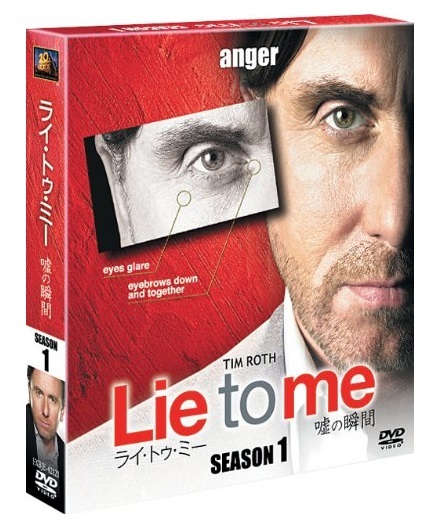 anger
eyes glare
eyebrows down
and together
TIM ROTH
Lie to me
嘘の瞬間
ライ・トゥ・ミー
SEASON 1
DVD
VIDEO
ライ・トゥ・ミー
嘘の瞬間
SEASON
1
DVD
VIDEO